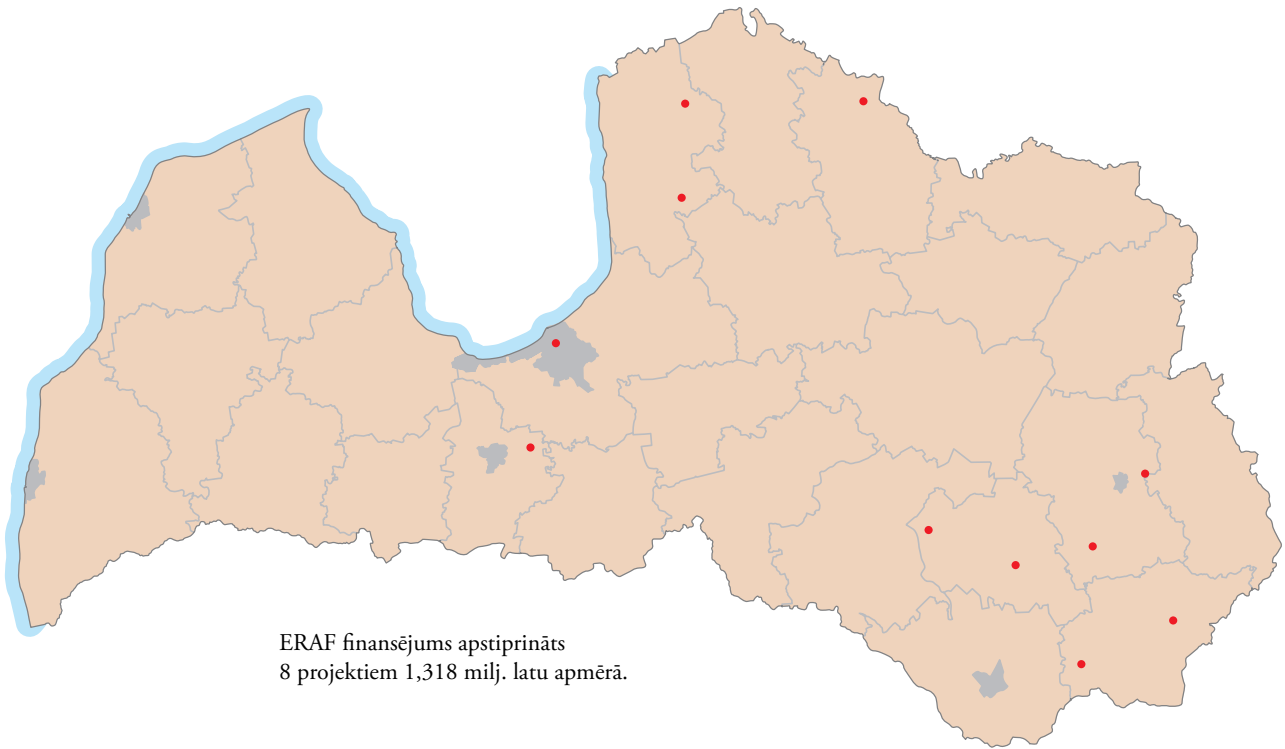 ERAF finansējums apstiprināts
8 projektiem 1,318 milj. latu apmērā.